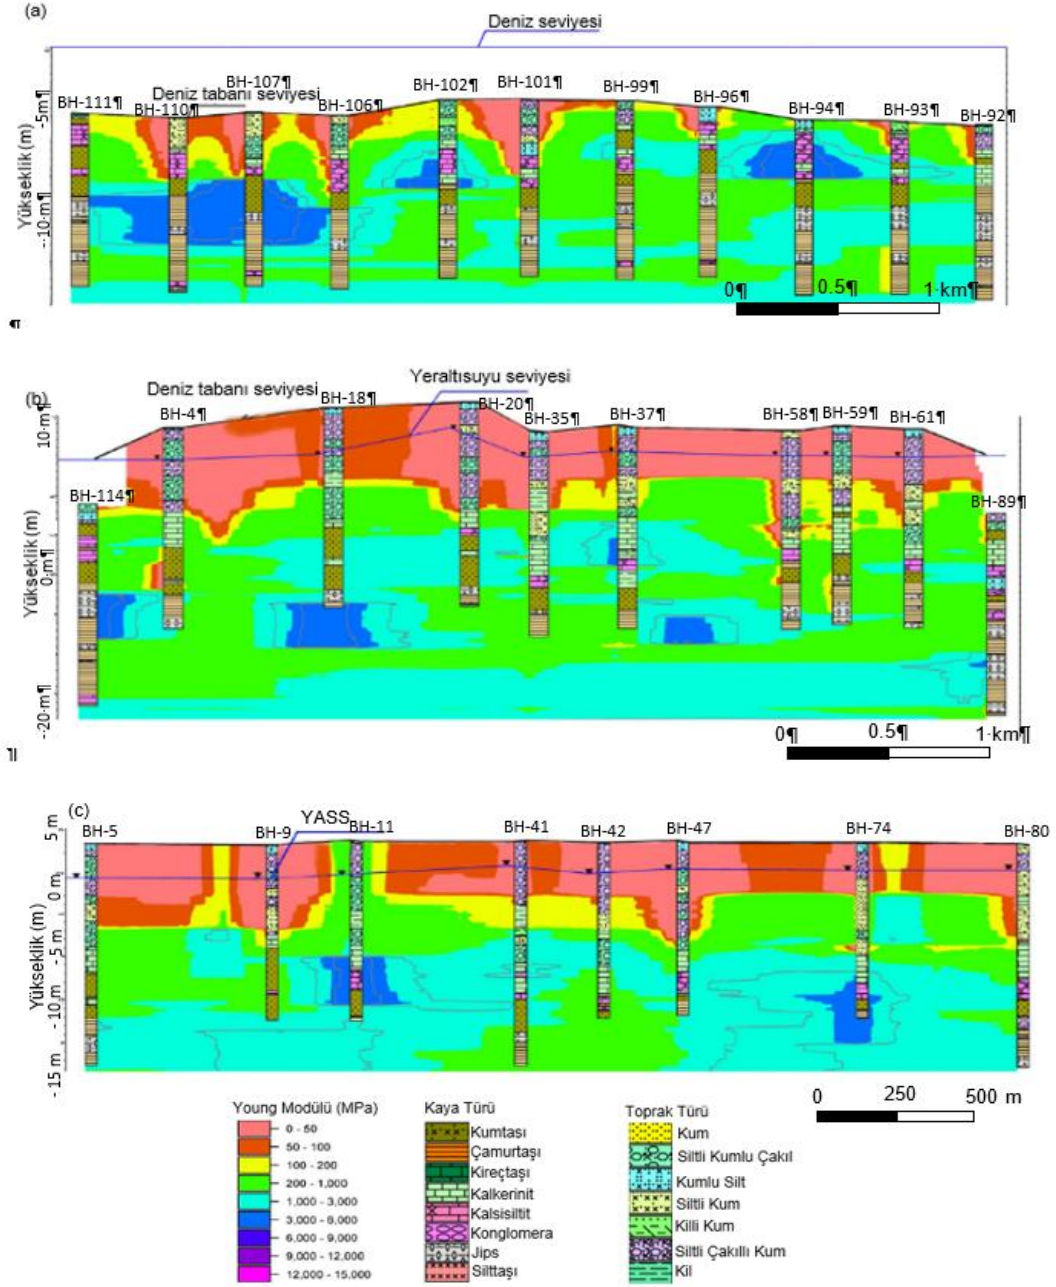 (a)
Deniz seviyesi
BH-107¶
BH-102¶ BH-101¶ BH-99¶
Deniz tabanı seviyesi
BH-111¶ BH-110¶ BH-106¶ BH-96¶ BH-94¶ BH-93¶ BH-92¶
-5·m¶
Yükseklik (m)
-10·m¶
0¶ 0.5¶ 1·km¶
¶
Yeraltısuyu seviyesi
Deniz tabanı seviyesi
(b)
10·m¶
BH-4¶ BH-18¶ BH-20¶ BH-35¶ BH-37¶ BH-58¶ BH-59¶ BH-61¶
BH-114¶ BH-89¶
Yükseklik (m)
0·m¶
-20·m¶
0¶ 0.5¶ 1·km¶
¶
(c)
YASS
BH-5 BH-9 BH-11 BH-41 BH-42 BH-47 BH-74 BH-80
5 m
0 m
Yükseklik (m)
-5 m
-10 m
-15 m
0 250 500 m
Young Modülü (MPa)
0 - 50
50 - 100
100 - 200
200 - 1,000
1,000 - 3,000
3,000 - 6,000
6,000 - 9,000
9,000 - 12,000
12,000 - 15,000
Kaya Türü
Kumtaşı
Çamurtaşı
Kireçtaşı
Kalkerinit
Kalsisiltit
Konglomera
Jips
Silttaşı
Toprak Türü
Kum
Siltli Kumlu Çakıl
Kumlu Silt
Siltli Kum
Killi Kum
Siltli Çakıllı Kum
Kil